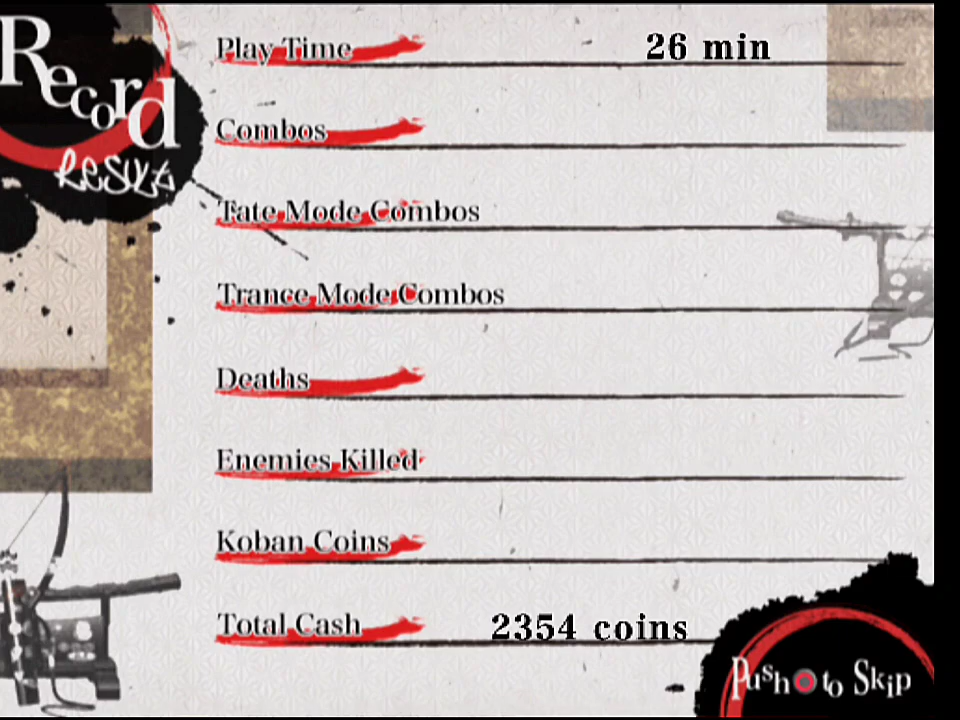 Record
Result
Play Time 26 min
Combos
Tate Mode Combos
Trance Mode Combos
Deaths
Enemies Killed
Koban Coins
Total Cash 2354 coins
Push to Skip